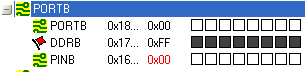 PORTB
PORTB 0x18... 0x00
DDRB 0x17... 0xFF
PINB 0x16... 0x00